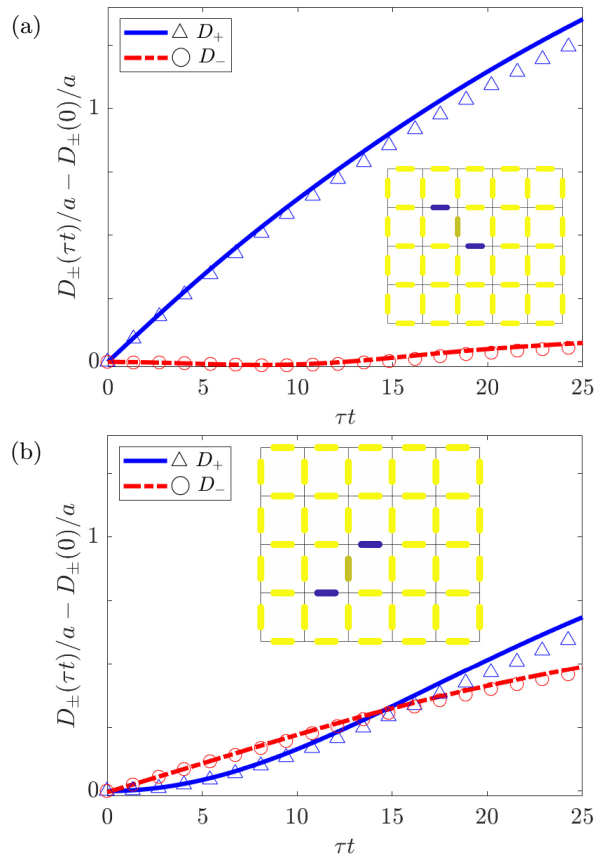 (a)
△ D₊
○ D₋
D±(τt)/a − D±(0)/a
1
0
0 5 10 15 20 25
τt
(b)
△ D₊
○ D₋
D±(τt)/a − D±(0)/a
1
0
0 5 10 15 20 25
τt